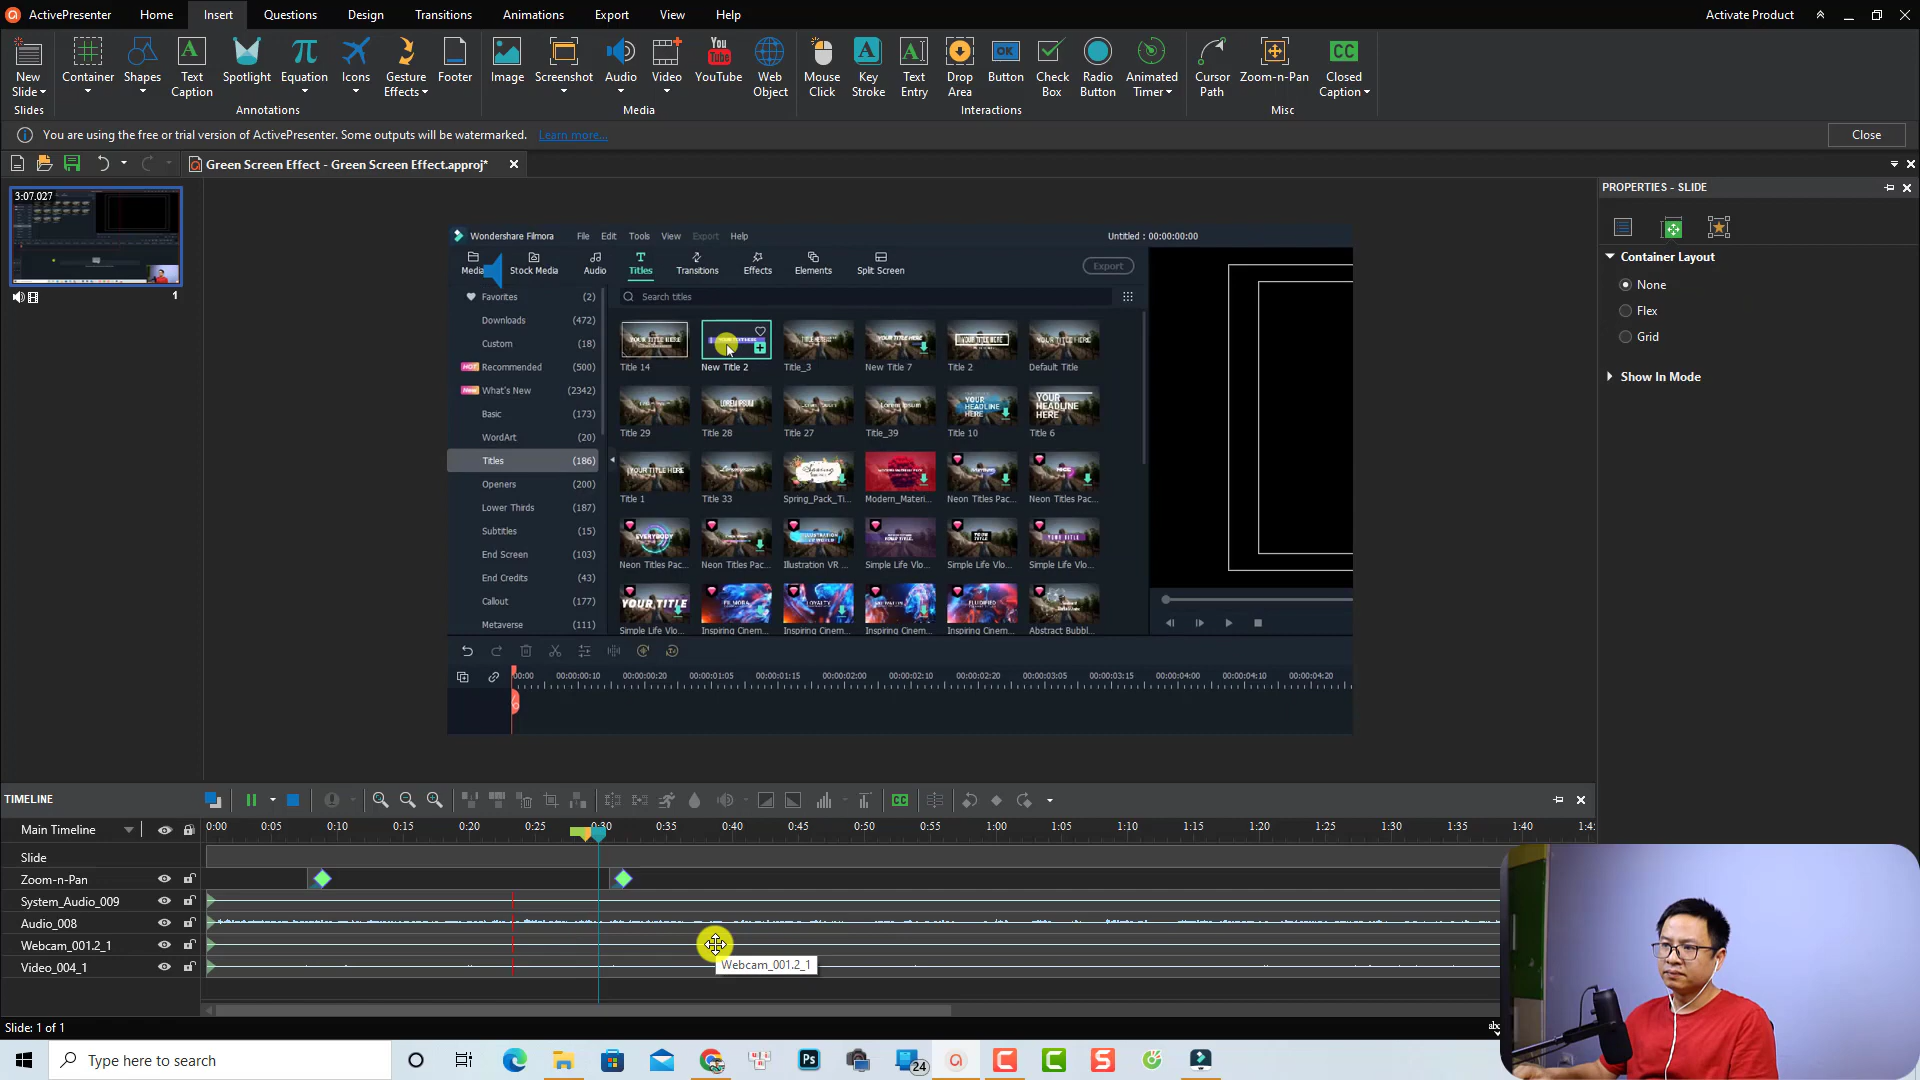 ActivePresenter Home Insert Questions Design Transitions Animations Export View Help Activate Product
New Slide Container Shapes Text Caption Spotlight Equation Icons Gesture Effects Footer Image Screenshot Audio Video YouTube Web Object Mouse Click Key Stroke Text Entry Drop Area Button Check Box Radio Button Animated Timer Cursor Path Zoom-n-Pan Closed Caption
Slides Annotations Media Interactions Misc
You are using the free or trial version of ActivePresenter. Some outputs will be watermarked. Learn more... Close
Green Screen Effect - Green Screen Effect.approj*
3:07.027
1
PROPERTIES - SLIDE
Container Layout
None
Flex
Grid
Show In Mode
Wondershare Filmora File Edit Tools View Export Help Untitled : 00:00:00:00
Media Stock Media Audio Titles Transitions Effects Elements Split Screen Export
Favorites (2) Search titles
Downloads (472)
Custom (18)
Recommended (500)
What's New (2342)
Basic (173)
WordArt (20)
Titles (186)
Openers (200)
Lower Thirds (187)
Subtitles (15)
End Screen (103)
End Credits (43)
Callout (177)
Metaverse (111)
Title 14 New Title 2 Title_3 New Title 7 Title 2 Default Title
Title 29 Title 28 Title 27 Title_39 Title 10 Title 6
Title 1 Title 33 Spring_Pack_Ti... Modern_Materi... Neon Titles Pac... Neon Titles Pac...
Neon Titles Pac... Neon Titles Pac... Illustration VR ... Simple Life Vlo... Simple Life Vlo... Simple Life Vlo...
Simple Life Vlo... Inspiring Cinem... Inspiring Cinem... Inspiring Cinem... Inspiring Cinem... Abstract Bubbl...
00:00 00:00:00:10 00:00:00:20 00:00:01:05 00:00:01:15 00:00:02:00 00:00:02:10 00:00:02:20 00:00:03:05 00:00:03:15 00:00:04:00 00:00:04:10 00:00:04:20
TIMELINE
CC
Main Timeline 0:00 0:05 0:10 0:15 0:20 0:25 0:30 0:35 0:40 0:45 0:50 0:55 1:00 1:05 1:10 1:15 1:20 1:25 1:30 1:35 1:40 1:4
Slide
Zoom-n-Pan
System_Audio_009
Audio_008
Webcam_001.2_1
Webcam_001.2_1
Video_004_1
Slide: 1 of 1
Type here to search
Ps
24